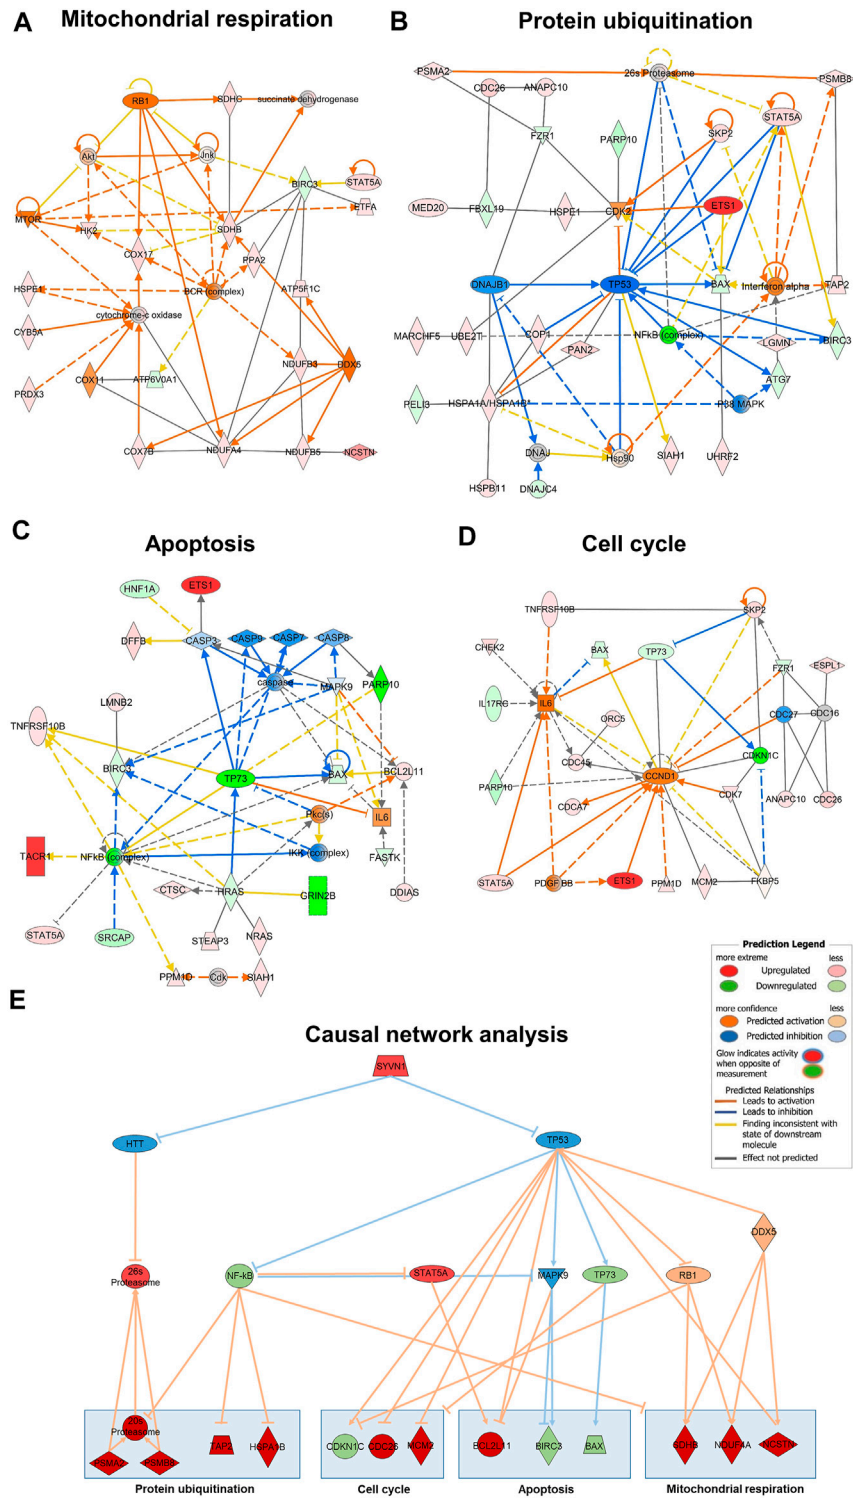 A
Mitochondrial respiration
RB1
SDHC
succinate dehydrogenase
Akt
Jnk
BIRC3
STAT5A
MTOR
ETFA
HK2
SDHB
COX17
PPA2
HSPE1
BCR (complex)
ATP5F1C
cytochrome-c oxidase
CYB5A
NDUFB3
DDX5
COX11
ATP6V0A1
PRDX3
COX7B
NDUFA4
NDUFB5
NCSTN
B
Protein ubiquitination
PSMA2
26s Proteasome
PSMB8
CDC26
ANAPC10
STAT5A
FZR1
PARP10
SKP2
MED20
FBXL19
HSPE1
CDK2
ETS1
DNAJB1
TP53
BAX
Interferon alpha
TAP2
MARCHF5
UBE2T
COP1
NFkB (complex)
BIRC3
PAN2
LGMN
ATG7
PELI3
HSPA1A/HSPA1B*
P38 MAPK
DNAJ
Hsp90
SIAH1
UHRF2
HSPB11
DNAJC4
C
Apoptosis
HNF1A
ETS1
DFFB
CASP3
CASP9
CASP7
CASP8
caspase
MAPK9
PARP10
LMNB2
TNFRSF10B
BIRC3
TP73
BAX
BCL2L11
Pkc(s)
IL6
TACR1
NFkB (complex)
IKK (complex)
FASTK
CTSC
HRAS
GRIN2B
DDIAS
STAT5A
SRCAP
STEAP3
NRAS
PPM1D
Cdk
SIAH1
D
Cell cycle
TNFRSF10B
SKP2
CHEK2
BAX
TP73
FZR1
ESPL1
IL17RC
IL6
ORC5
CDC27
CDC16
CDC45
CDKN1C
CCND1
PARP10
CDCA7
CDK7
ANAPC10
CDC26
STAT5A
PDGF BB
ETS1
PPM1D
MCM2
FKBP5
Prediction Legend
more extreme
less
Upregulated
Downregulated
more confidence
less
Predicted activation
Predicted inhibition
Glow indicates activity
when opposite of
measurement
Predicted Relationships
Leads to activation
Leads to inhibition
Finding inconsistent with
state of downstream
molecule
Effect not predicted
E
Causal network analysis
SYVN1
HTT
TP53
DDX5
26s
Proteasome
NF-kB
STAT5A
MAPK9
TP73
RB1
20s
Proteasome
PSMA2
PSMB8
TAP2
HSPA1B
CDKN1C
CDC26
MCM2
BCL2L11
BIRC3
BAX
SDHB
NDUF4A
NCSTN
Protein ubiquitination
Cell cycle
Apoptosis
Mitochondrial respiration